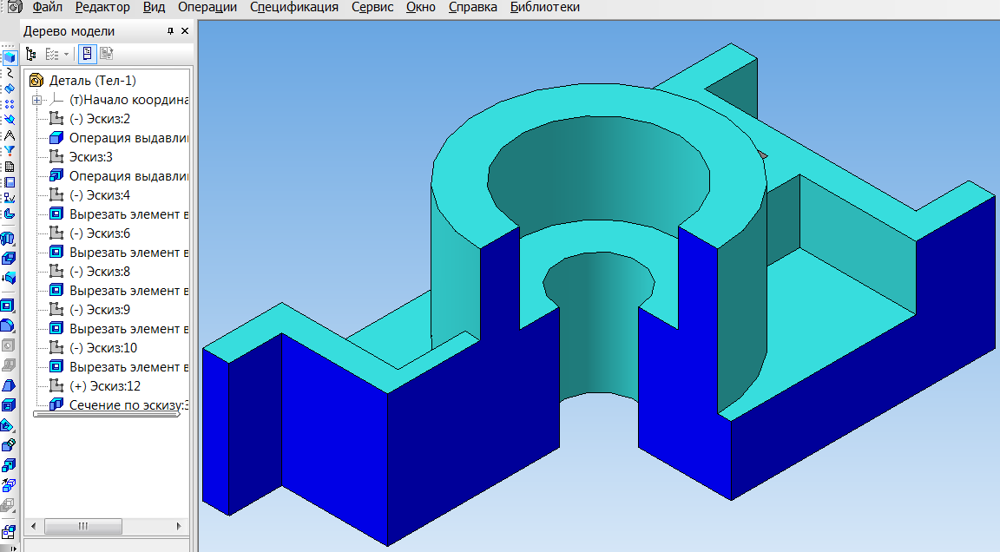 Файл Редактор Вид Операции Спецификация Сервис Окно Справка Библиотеки
Дерево модели
Деталь (Тел-1)
(т)Начало координа
(-) Эскиз:2
Операция выдавли
Эскиз:3
Операция выдавли
(-) Эскиз:4
Вырезать элемент в
(-) Эскиз:6
Вырезать элемент в
(-) Эскиз:8
Вырезать элемент в
(-) Эскиз:9
Вырезать элемент в
(-) Эскиз:10
Вырезать элемент в
(+) Эскиз:12
Сечение по эскизу:3